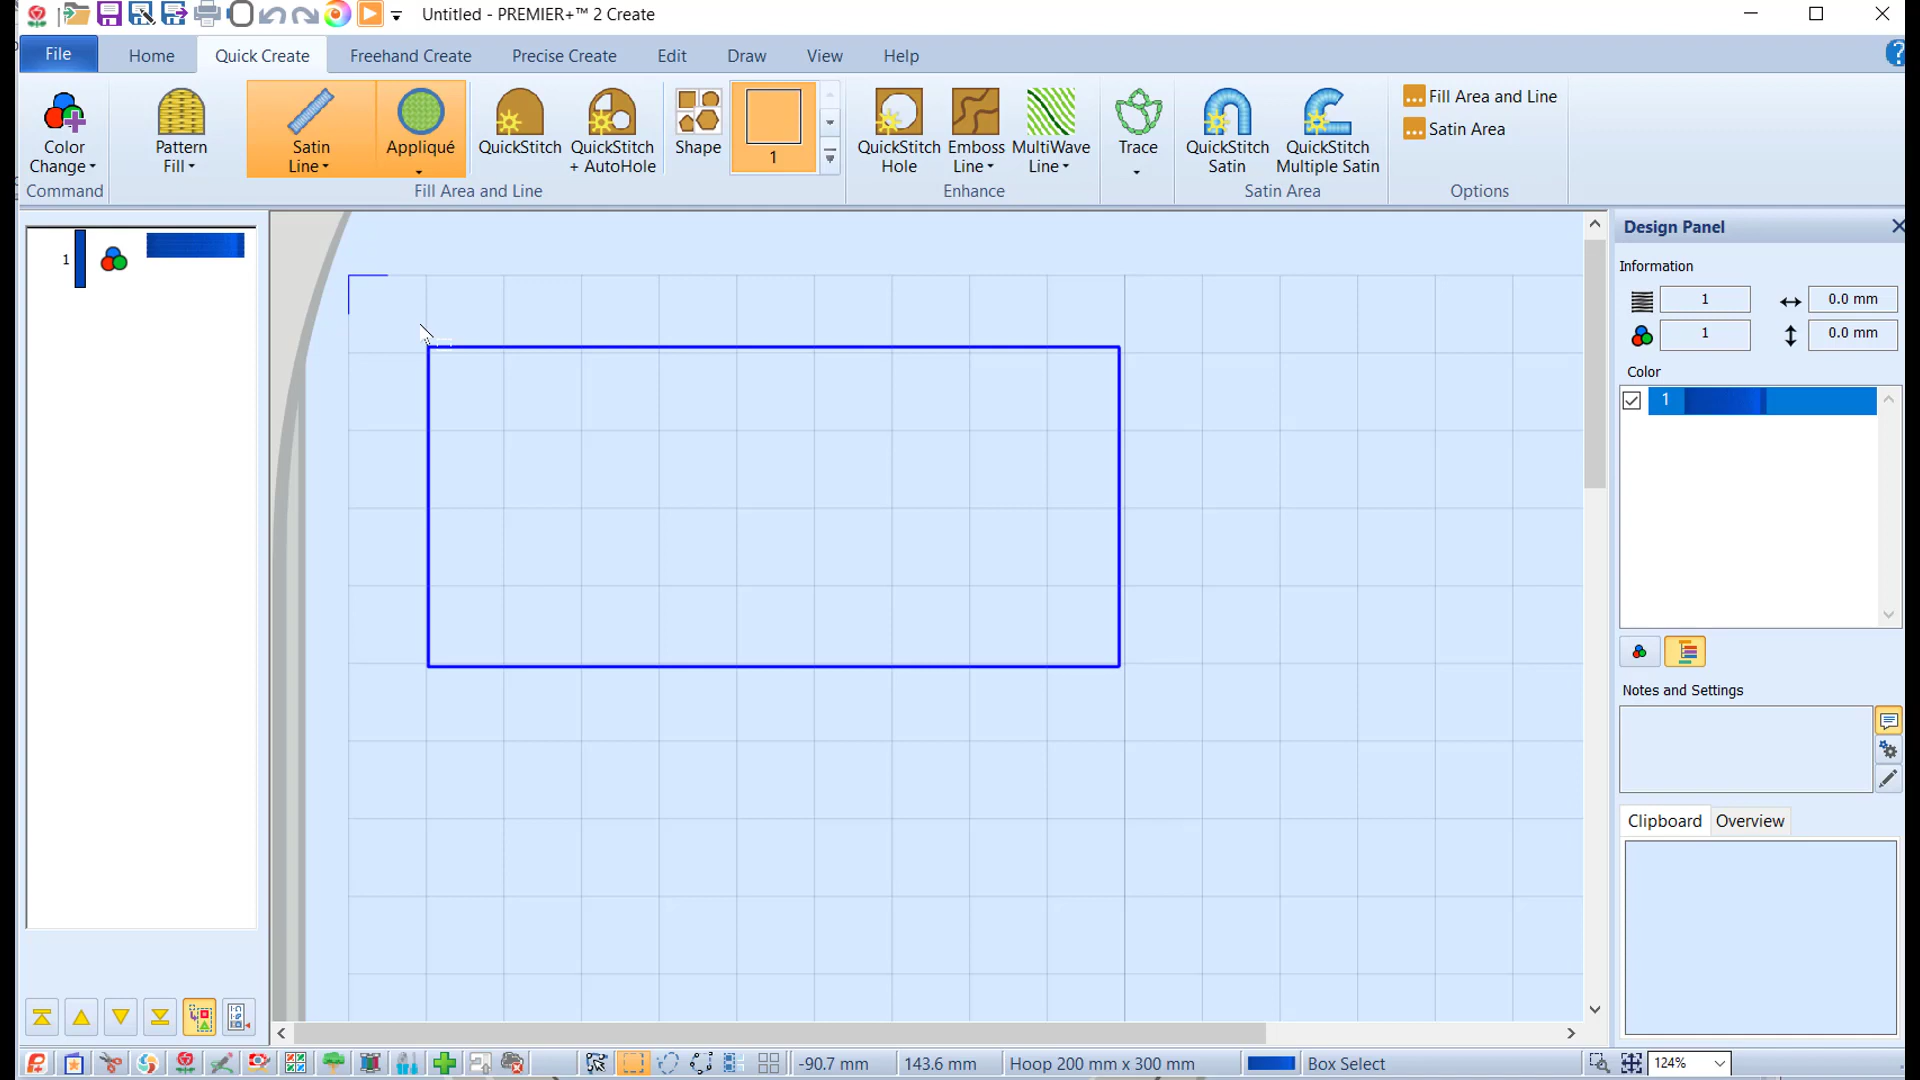 Untitled - PREMIER+™ 2 Create
File Home Quick Create Freehand Create Precise Create Edit Draw View Help
Color Change
Pattern Fill
Satin Line
Appliqué
QuickStitch
QuickStitch + AutoHole
Shape
1
QuickStitch Hole
Emboss Line
MultiWave Line
Trace
QuickStitch Satin
QuickStitch Multiple Satin
Fill Area and Line
Satin Area
Command
Fill Area and Line
Enhance
Satin Area
Options
1
Design Panel
Information
1 0.0 mm
1 0.0 mm
Color
1
Notes and Settings
Clipboard Overview
-90.7 mm 143.6 mm Hoop 200 mm x 300 mm Box Select 124%